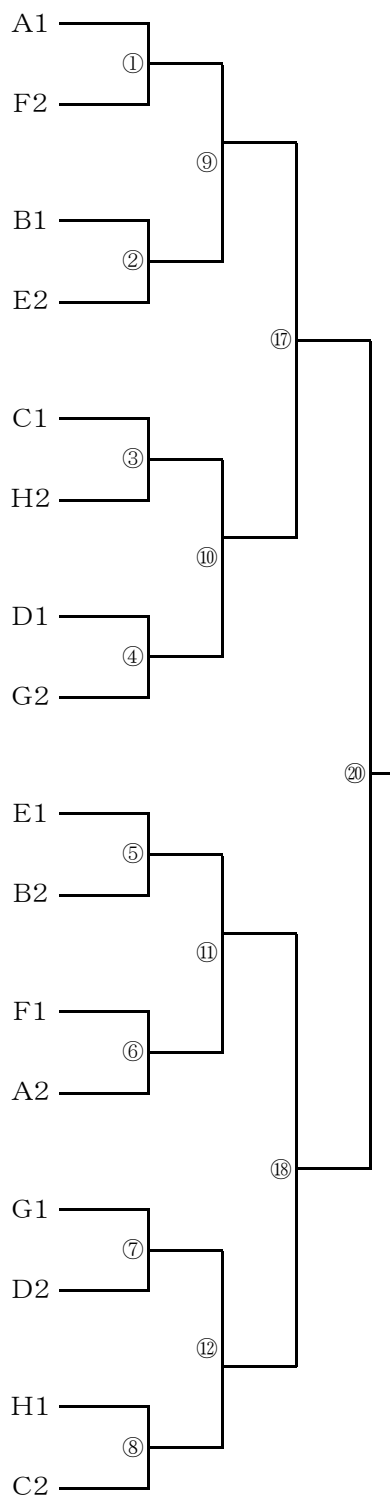 A1
①
F2
⑨
B1
②
E2
⑰
C1
③
H2
⑩
D1
④
G2
⑳
E1
⑤
B2
⑪
F1
⑥
A2
⑱
G1
⑦
D2
⑫
H1
⑧
C2